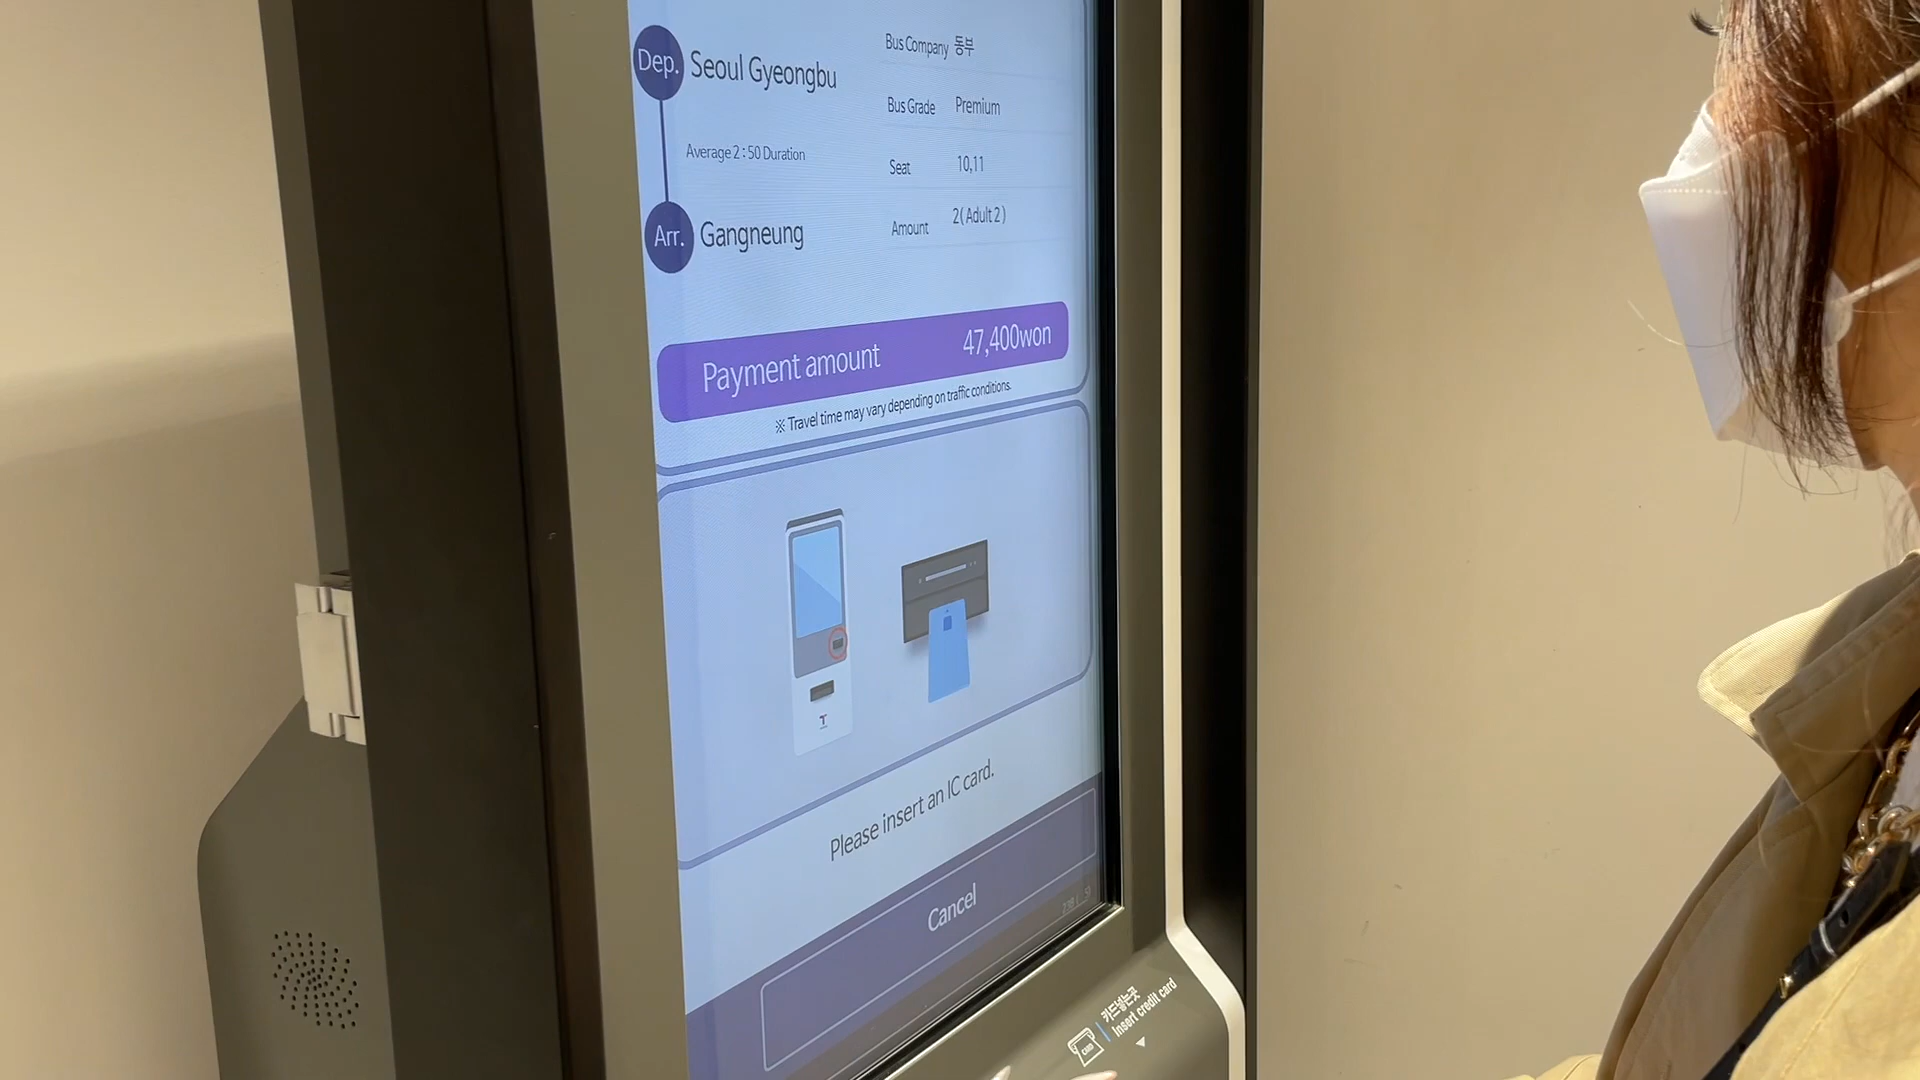 Dep. Seoul Gyeongbu
Average 2 : 50 Duration
Arr. Gangneung
Bus Company 동부
Bus Grade Premium
Seat 10,11
Amount 2( Adult 2 )
Payment amount 47,400won
※ Travel time may vary depending on traffic conditions.
Please insert an IC card.
Cancel
카드넣는곳
Insert credit card
CARD